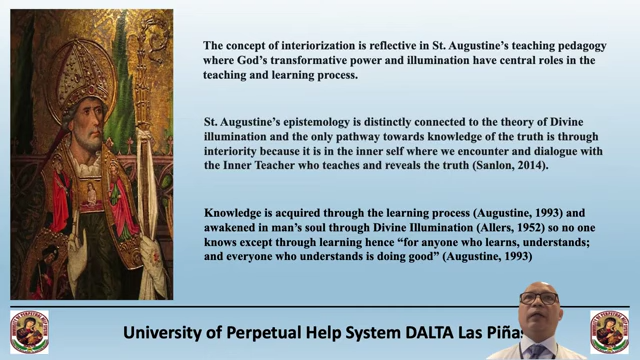 The concept of interiorization is reflective in St. Augustine's teaching pedagogy
where God's transformative power and illumination have central roles in the
teaching and learning process.
St. Augustine's epistemology is distinctly connected to the theory of Divine
illumination and the only pathway towards knowledge of the truth is through
interiority because it is in the inner self where we encounter and dialogue with
the Inner Teacher who teaches and reveals the truth (Sanlon, 2014).
Knowledge is acquired through the learning process (Augustine, 1993) and
awakened in man's soul through Divine Illumination (Allers, 1952) so no one
knows except through learning hence “for anyone who learns, understands;
and everyone who understands is doing good” (Augustine, 1993)
University of Perpetual Help System DALTA Las Piñas